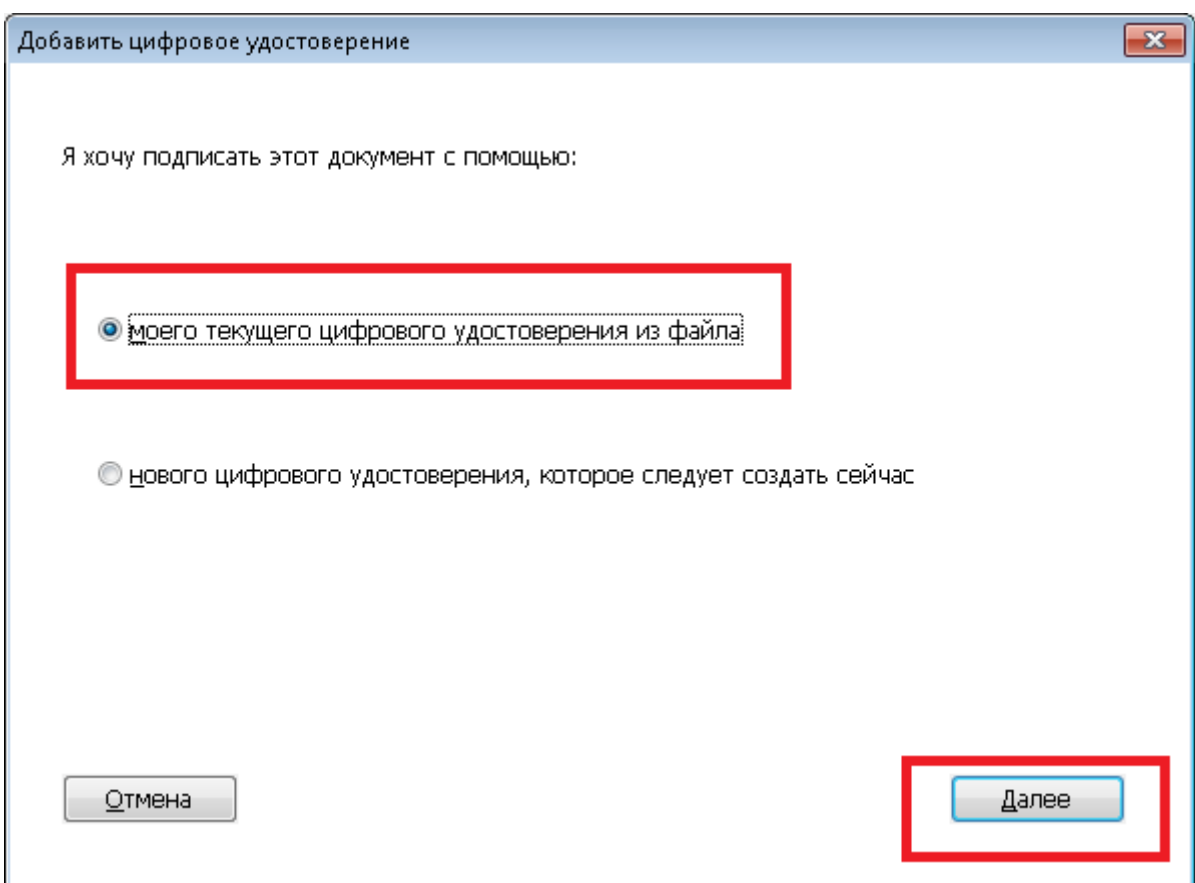 Добавить цифровое удостоверение
Я хочу подписать этот документ с помощью:
моего текущего цифрового удостоверения из файла
нового цифрового удостоверения, которое следует создать сейчас
Отмена
Далее